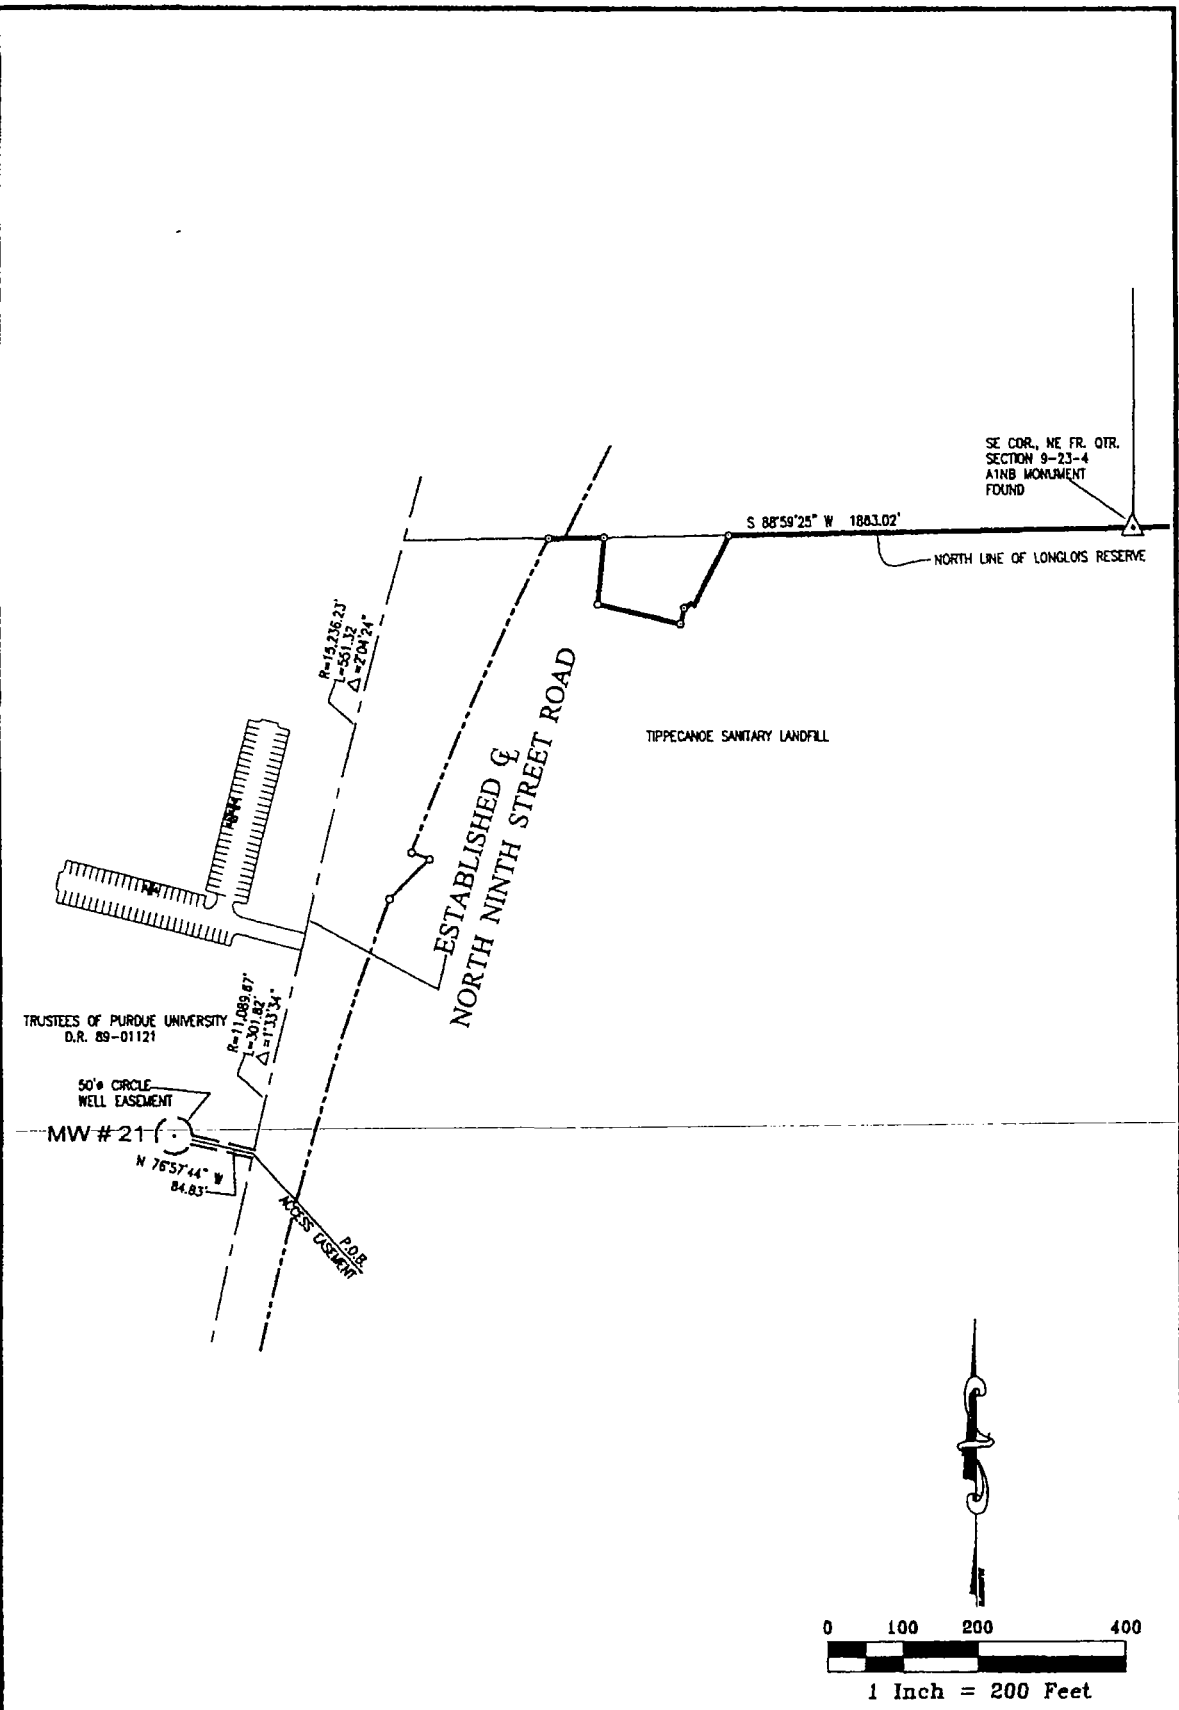 SE COR., NE FR. QTR.
SECTION 9-23-4
A1NB MONUMENT
FOUND
S 88°59'25" W 1883.02'
NORTH LINE OF LONGLOIS RESERVE
R=15,236.23'
L=551.32'
△=2°04'24"
TIPPECANOE SANITARY LANDFILL
ESTABLISHED ℄
NORTH NINTH STREET ROAD
R=11,089.67'
L=301.82'
△=1°33'34"
TRUSTEES OF PURDUE UNIVERSITY
D.R. 89-01121
50'ø CIRCLE
WELL EASEMENT
MW # 21
N 76°57'44" W
84.83'
P.O.B.
ACCESS EASEMENT
0 100 200 400
1 Inch = 200 Feet